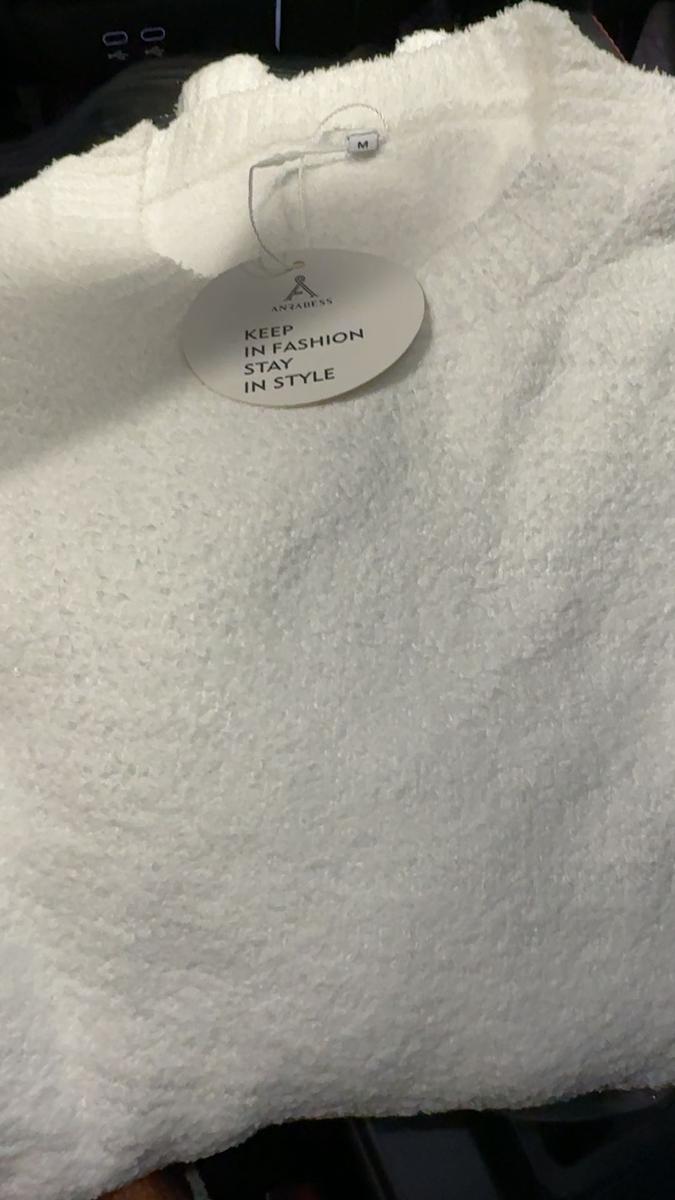 M
ANRABESS
KEEP
IN FASHION
STAY
IN STYLE